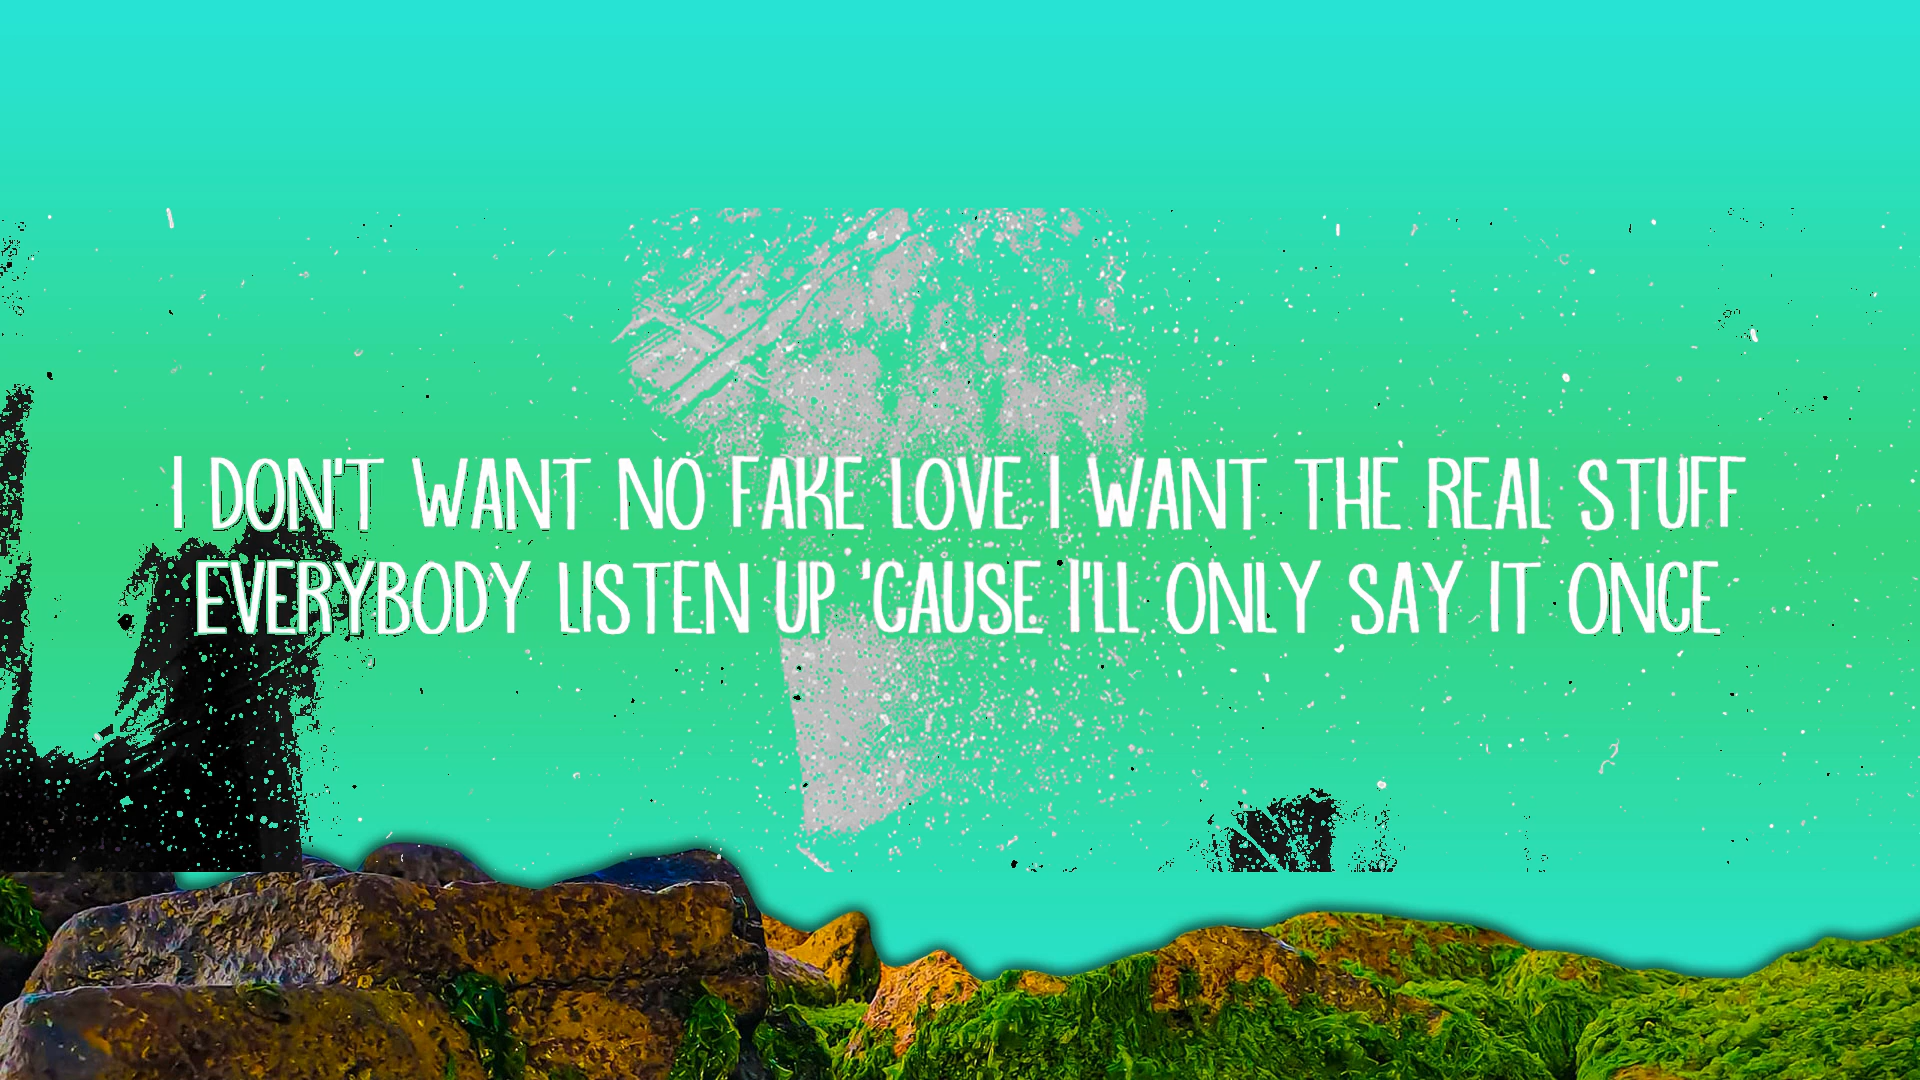 I DON'T WANT NO FAKE LOVE I WANT THE REAL STUFF
EVERYBODY LISTEN UP 'CAUSE I'LL ONLY SAY IT ONCE